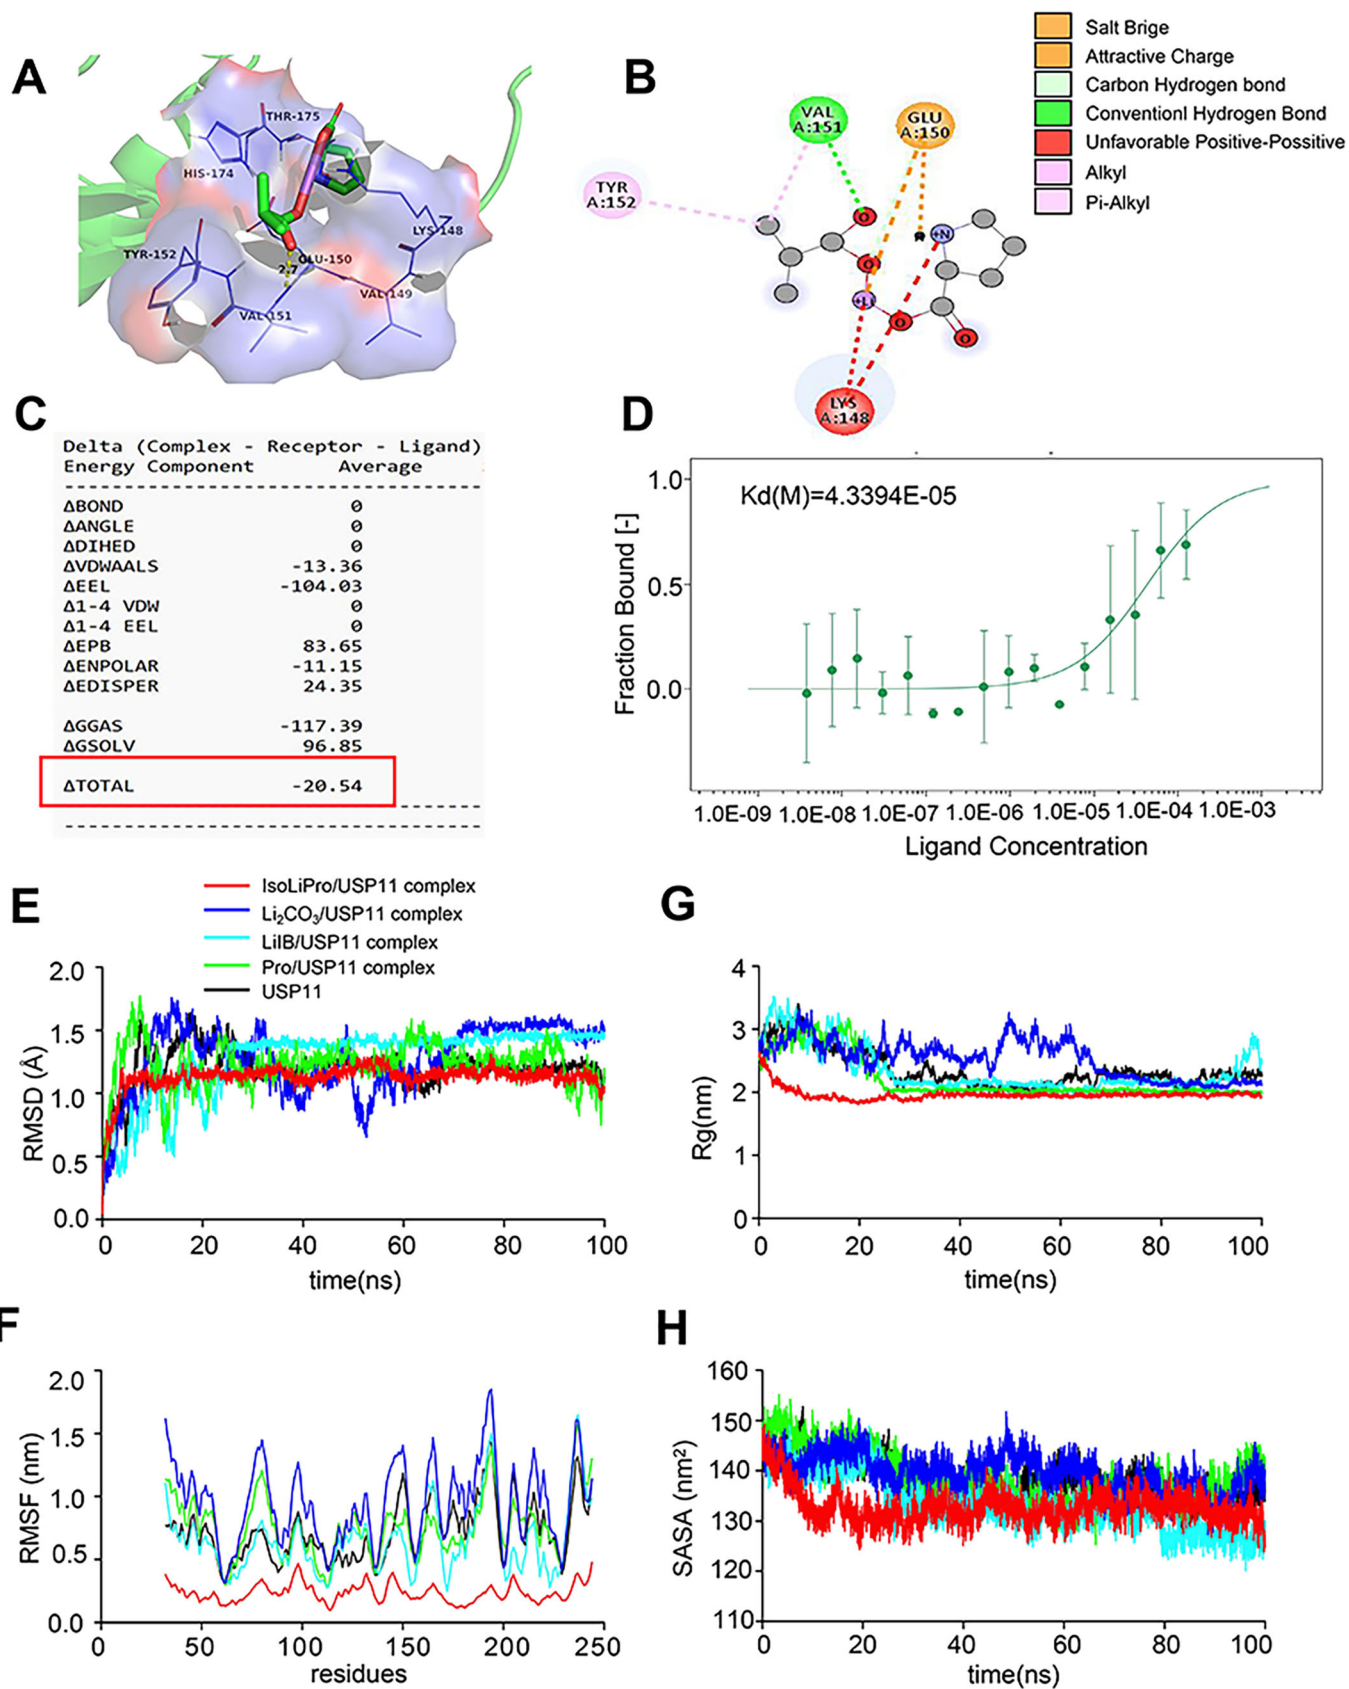 A
THR-175
HIS-174
LYS-148
TYR-152
GLU-150
2.7
VAL-149
VAL-151
B
Salt Brige
Attractive Charge
Carbon Hydrogen bond
Conventionl Hydrogen Bond
Unfavorable Positive-Possitive
Alkyl
Pi-Alkyl
VAL
A:151
GLU
A:150
TYR
A:152
O
H
+N
O
+Li
O
O
LYS
A:148
C
Delta (Complex - Receptor - Ligand)
Energy Component Average
ΔBOND 0
ΔANGLE 0
ΔDIHED 0
ΔVDWAALS -13.36
ΔEEL -104.03
Δ1-4 VDW 0
Δ1-4 EEL 0
ΔEPB 83.65
ΔENPOLAR -11.15
ΔEDISPER 24.35
ΔGGAS -117.39
ΔGSOLV 96.85
ΔTOTAL -20.54
D
Kd(M)=4.3394E-05
Fraction Bound [-]
1.0
0.5
0.0
1.0E-09 1.0E-08 1.0E-07 1.0E-06 1.0E-05 1.0E-04 1.0E-03
Ligand Concentration
E
IsoLiPro/USP11 complex
Li₂CO₃/USP11 complex
LiIB/USP11 complex
Pro/USP11 complex
USP11
RMSD (Å)
2.0
1.5
1.0
0.5
0.0
0 20 40 60 80 100
time(ns)
G
Rg(nm)
4
3
2
1
0
0 20 40 60 80 100
time(ns)
F
RMSF (nm)
2.0
1.5
1.0
0.5
0.0
0 50 100 150 200 250
residues
H
SASA (nm²)
160
150
140
130
120
110
0 20 40 60 80 100
time(ns)